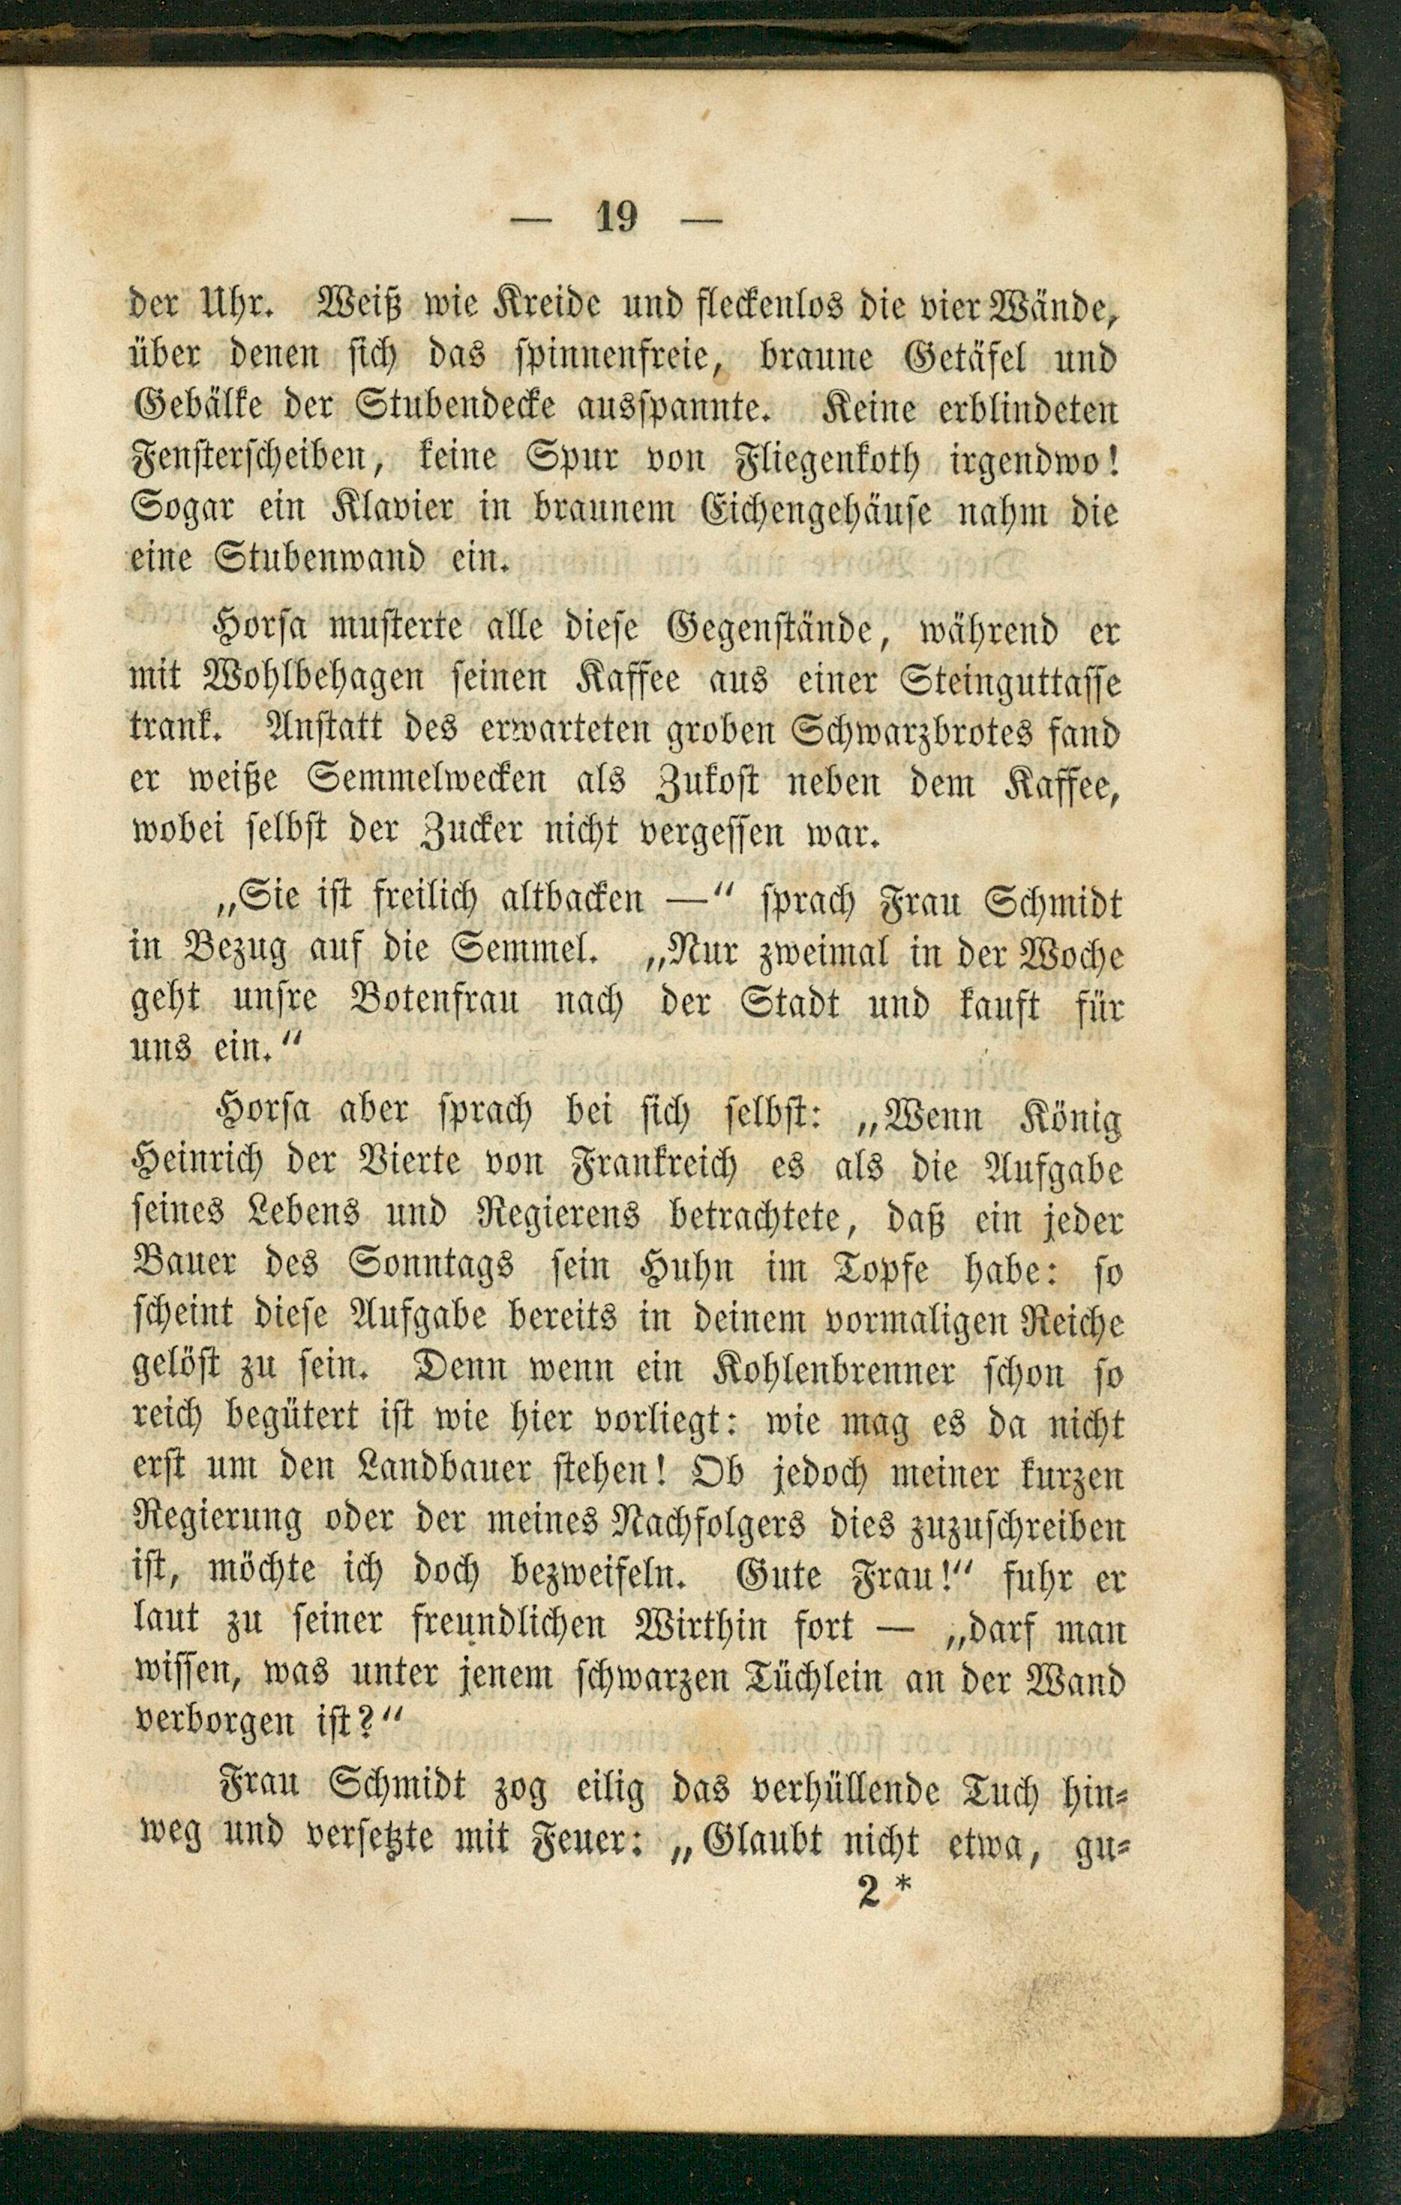 — 19 —
der Uhr. Weiß wie Kreide und fleckenlos die vier Wände,
über denen sich das spinnenfreie, braune Getäfel und
Gebälke der Stubendecke ausspannte. Keine erblindeten
Fensterscheiben, keine Spur von Fliegenkoth irgendwo!
Sogar ein Klavier in braunem Eichengehäuse nahm die
eine Stubenwand ein.
Horsa musterte alle diese Gegenstände, während er
mit Wohlbehagen seinen Kaffee aus einer Steinguttasse
trank. Anstatt des erwarteten groben Schwarzbrotes fand
er weiße Semmelwecken als Zukost neben dem Kaffee,
wobei selbst der Zucker nicht vergessen war.
„Sie ist freilich altbacken —“ sprach Frau Schmidt
in Bezug auf die Semmel. „Nur zweimal in der Woche
geht unsre Botenfrau nach der Stadt und kauft für
uns ein.“
Horsa aber sprach bei sich selbst: „Wenn König
Heinrich der Vierte von Frankreich es als die Aufgabe
seines Lebens und Regierens betrachtete, daß ein jeder
Bauer des Sonntags sein Huhn im Topfe habe: so
scheint diese Aufgabe bereits in deinem vormaligen Reiche
gelöst zu sein. Denn wenn ein Kohlenbrenner schon so
reich begütert ist wie hier vorliegt: wie mag es da nicht
erst um den Landbauer stehen! Ob jedoch meiner kurzen
Regierung oder der meines Nachfolgers dies zuzuschreiben
ist, möchte ich doch bezweifeln. Gute Frau!“ fuhr er
laut zu seiner freundlichen Wirthin fort — „darf man
wissen, was unter jenem schwarzen Tüchlein an der Wand
verborgen ist?“
Frau Schmidt zog eilig das verhüllende Tuch hin-
weg und versetzte mit Feuer: „Glaubt nicht etwa, gu-
2*